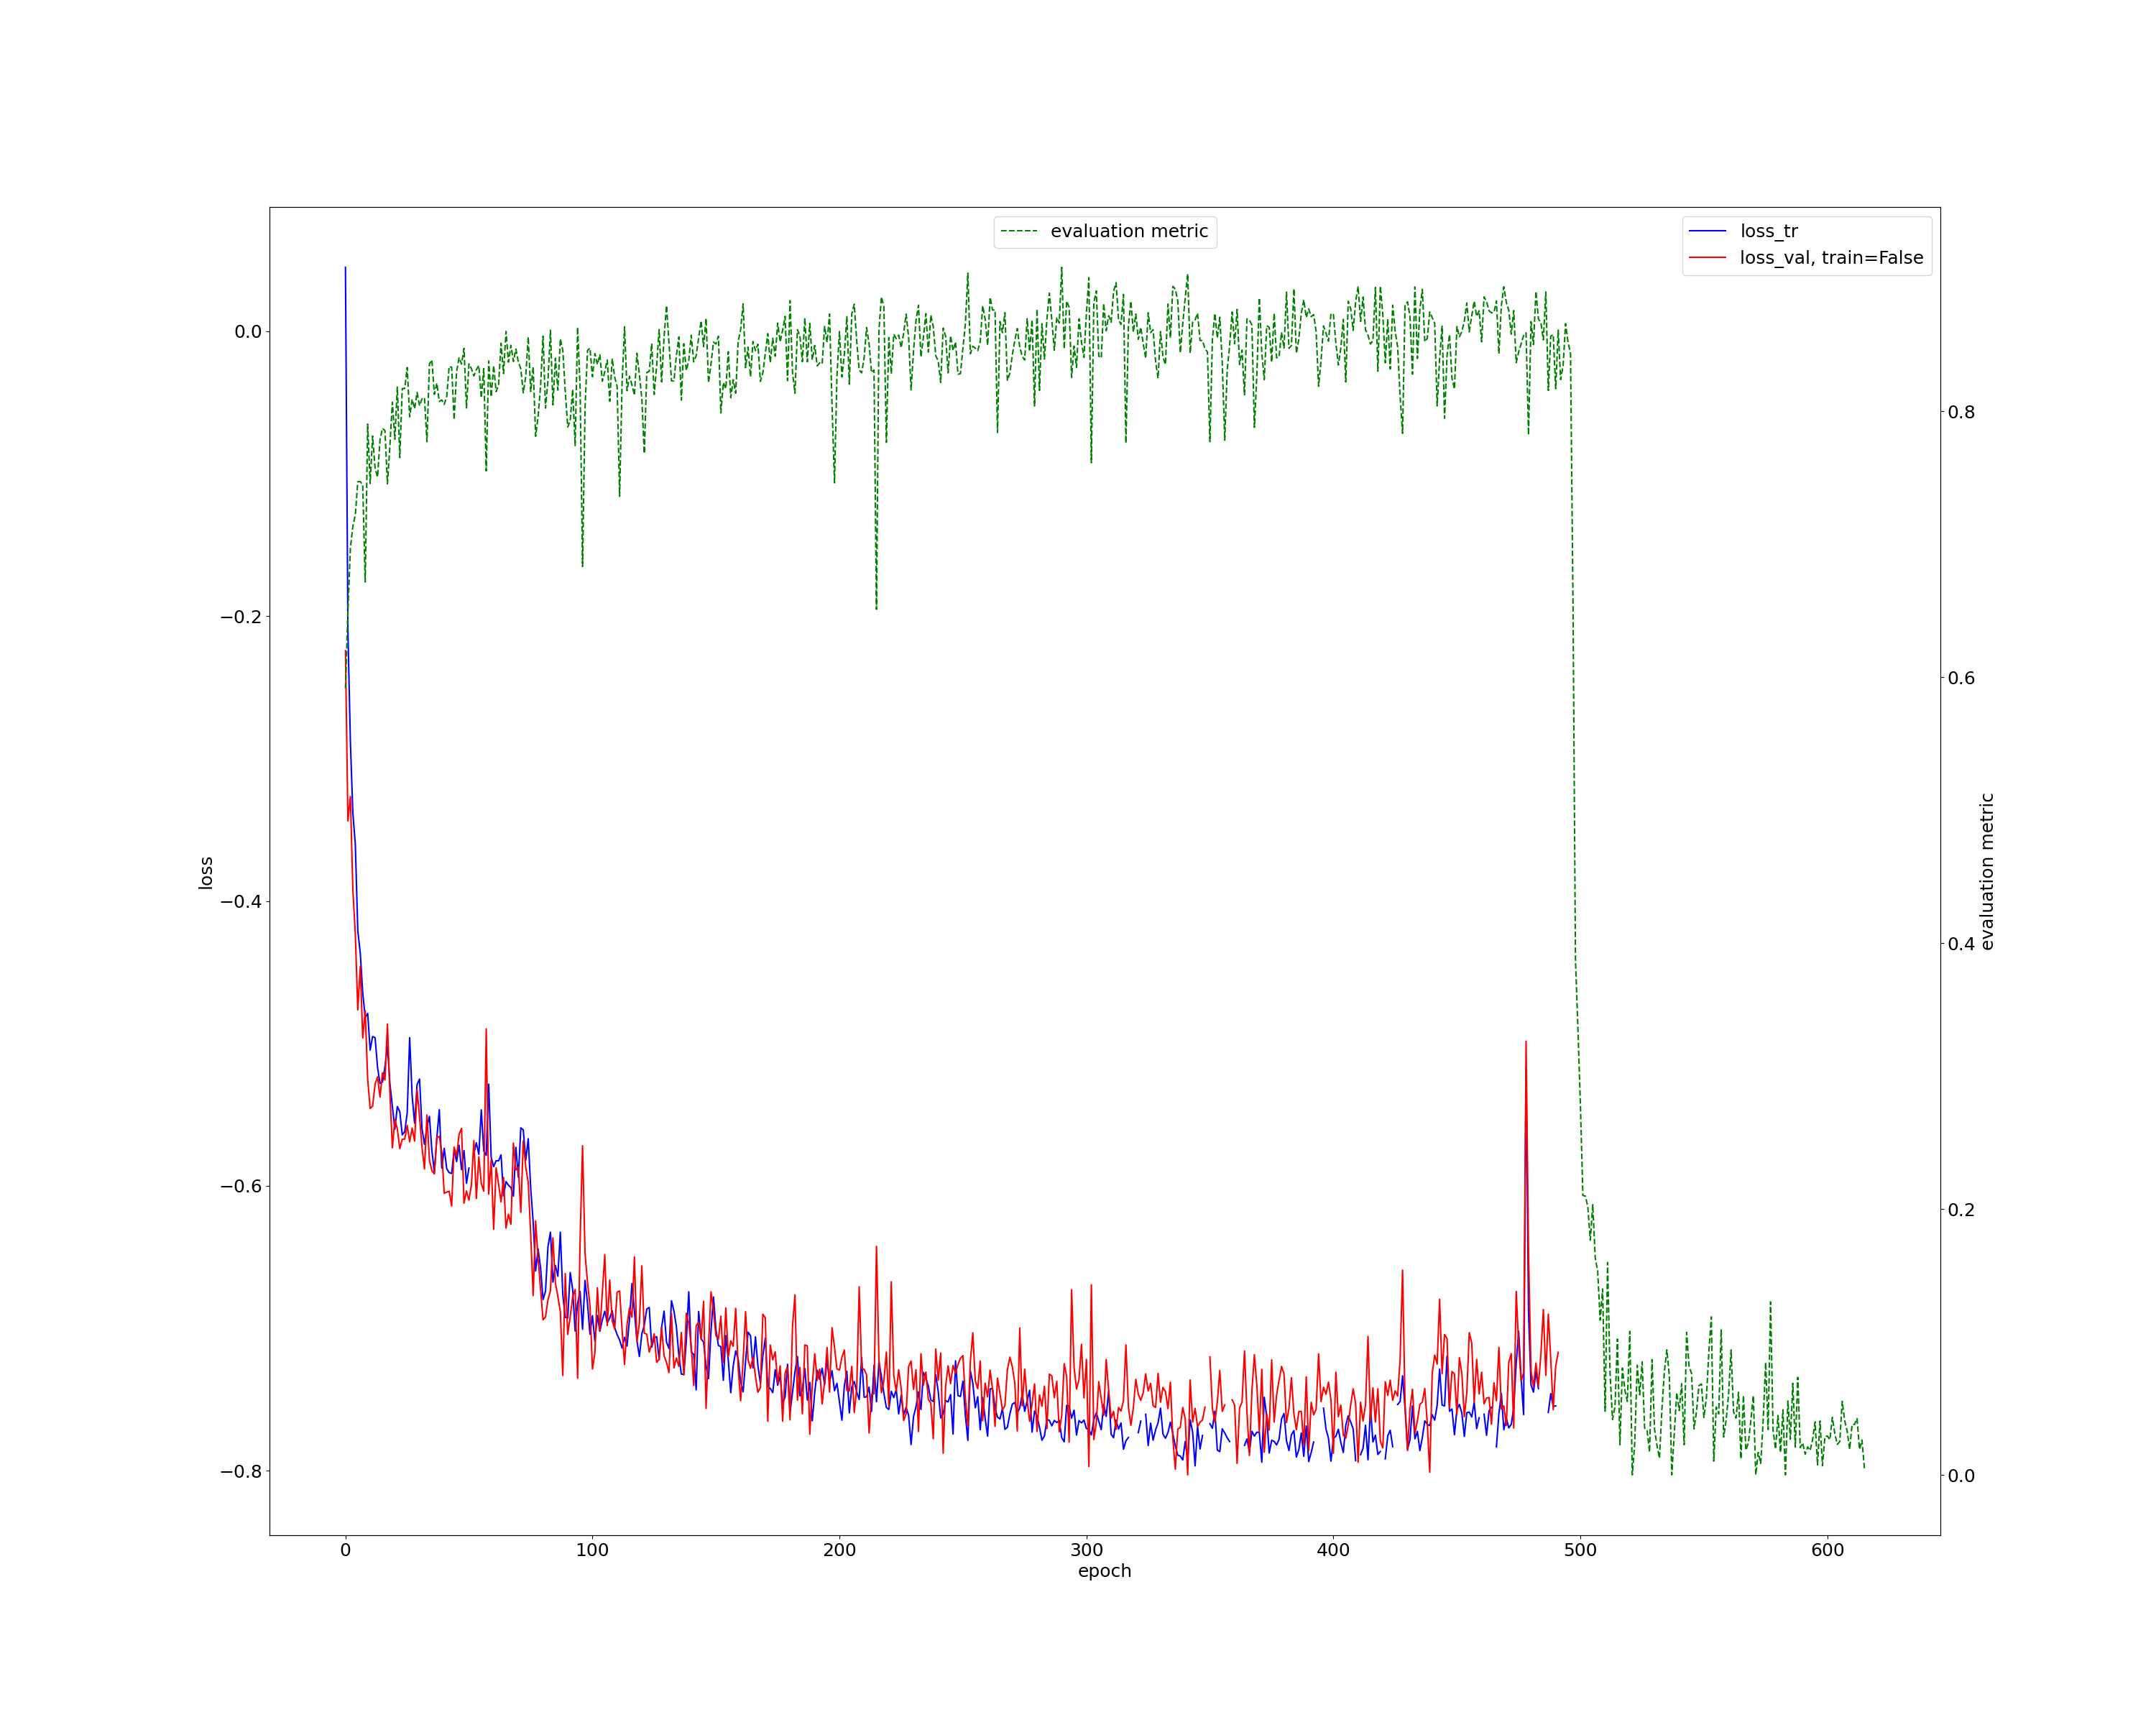 evaluation metric
loss_tr
loss_val, train=False
0.0
−0.2
−0.4
−0.6
−0.8
loss
0.8
0.6
0.4
0.2
0.0
evaluation metric
0
100
200
300
400
500
600
epoch